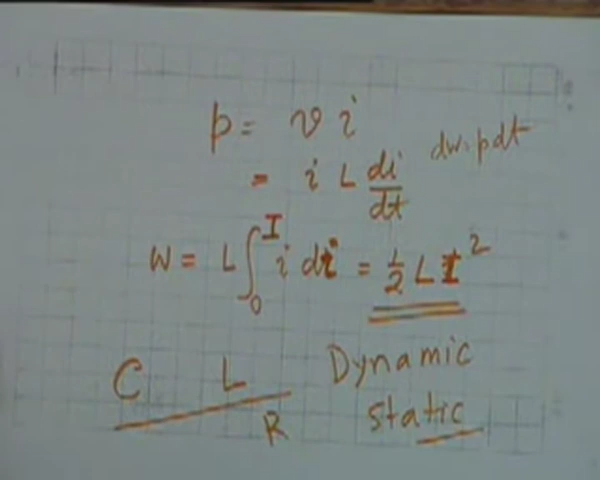 p = v i
= i L di/dt dw = p dt
W = L ∫₀ᴵ i di = 1/2 L I²
C L Dynamic
R static